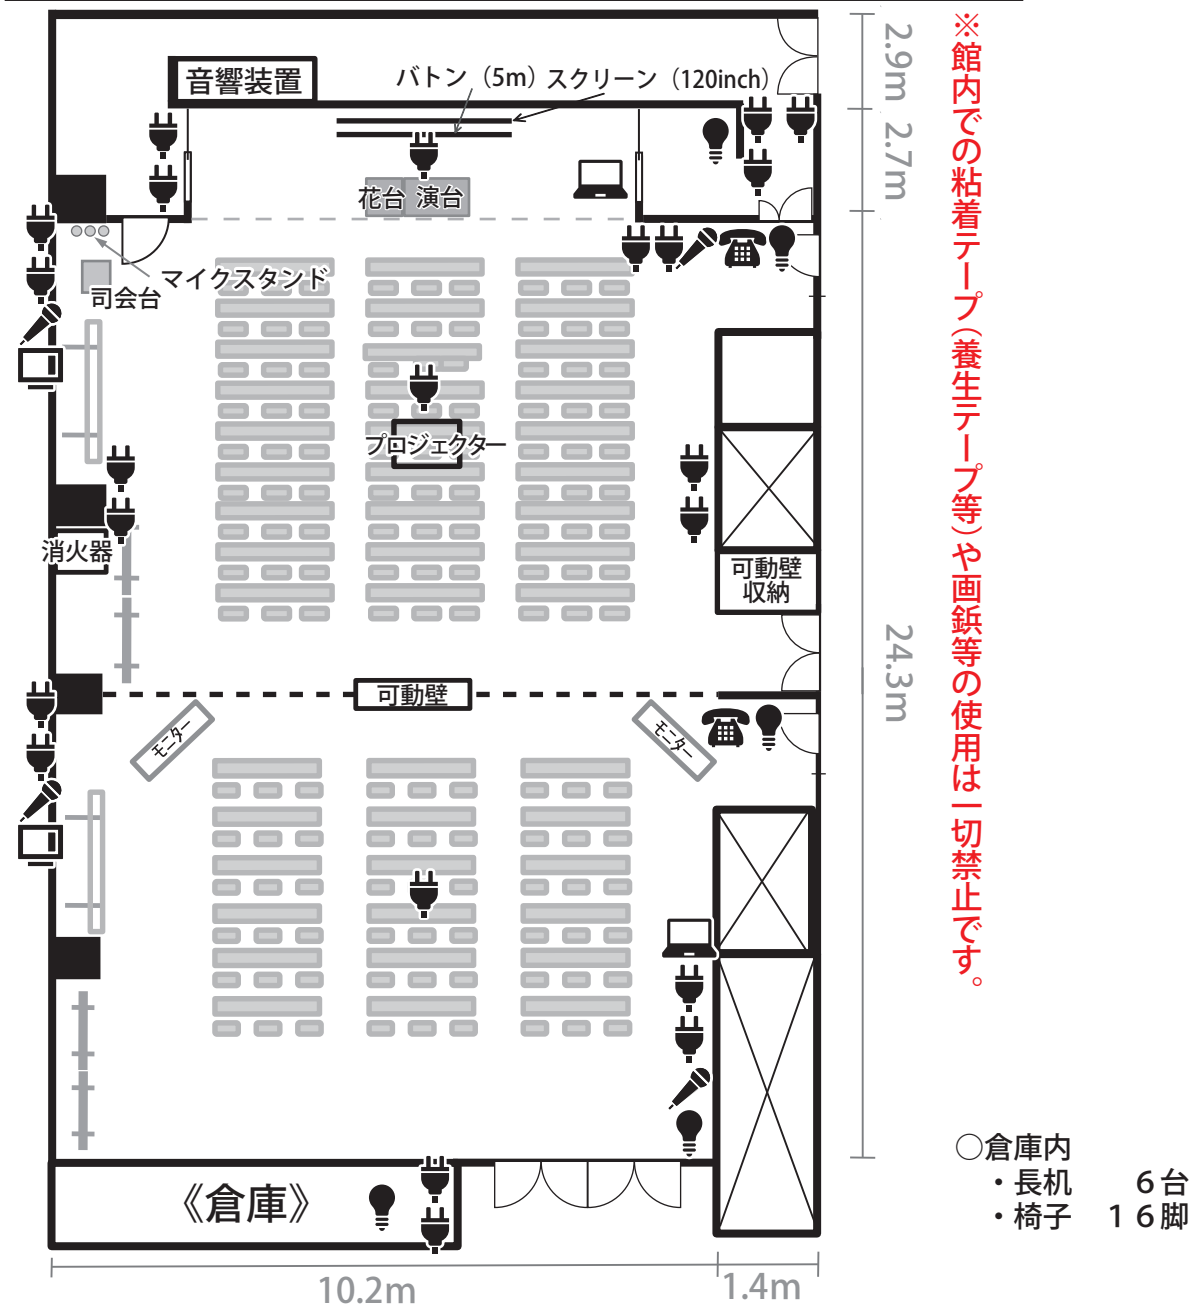 音響装置
バトン（5m）スクリーン（120inch）
花台 演台
マイクスタンド
司会台
プロジェクター
消火器
可動壁
収納
可動壁
モニター
モニター
《倉庫》
2.9m
2.7m
24.3m
10.2m
1.4m
※館内での粘着テープ（養生テープ等）や画鋲等の使用は一切禁止です。
○倉庫内
・長机　　６台
・椅子　１６脚